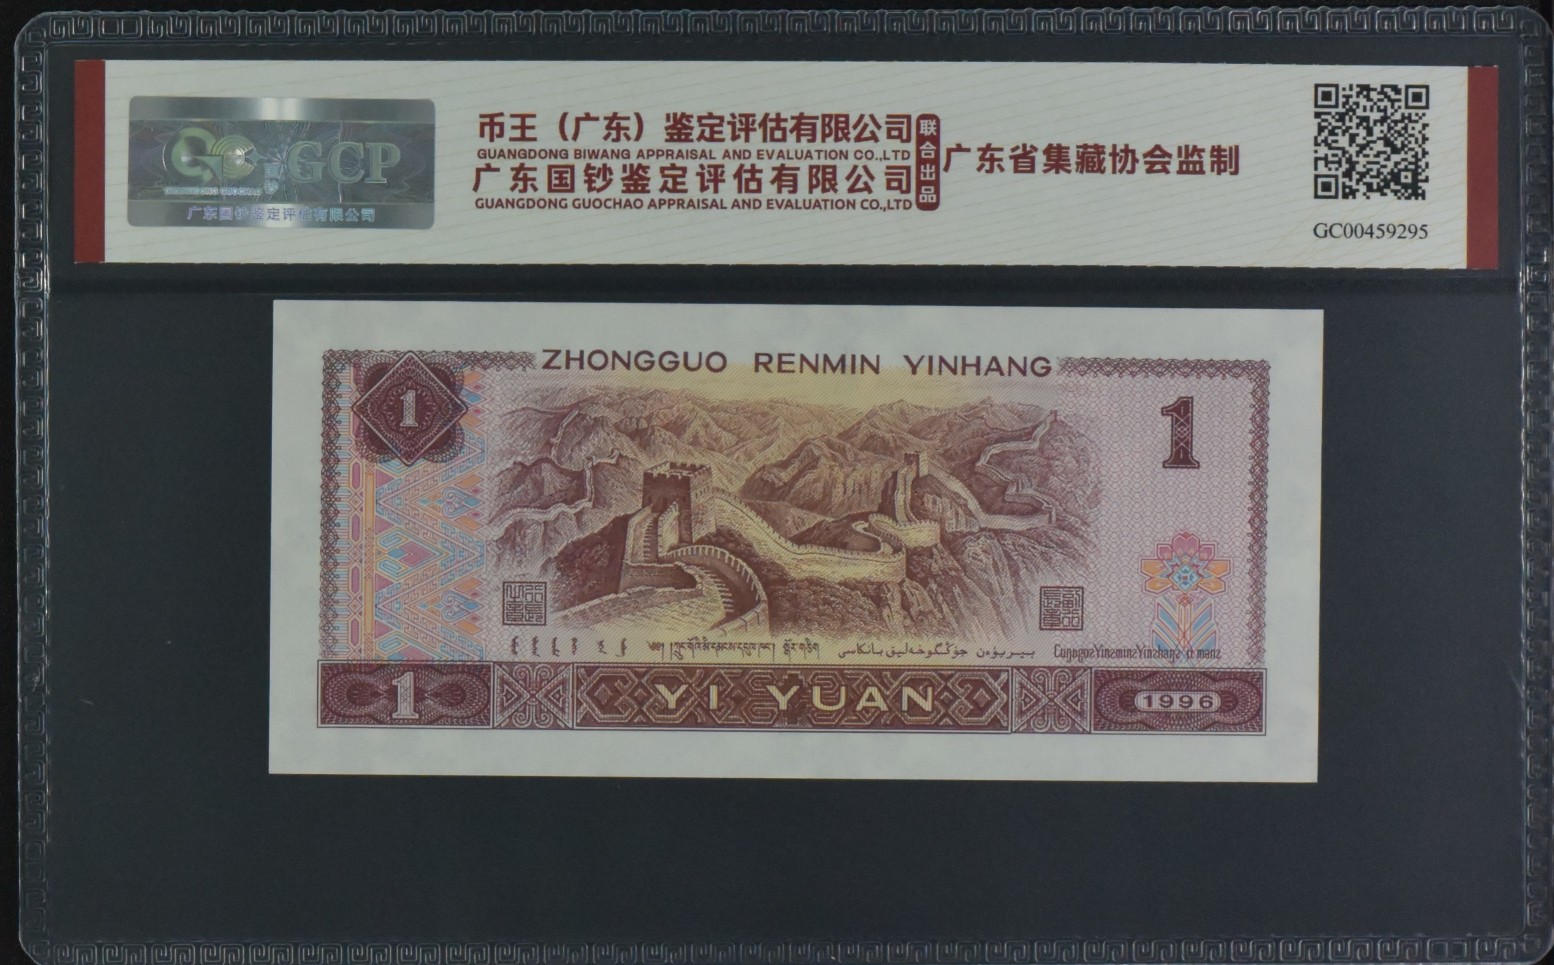 GCP
广东国钞鉴定评估有限公司
币王（广东）鉴定评估有限公司
GUANGDONG BIWANG APPRAISAL AND EVALUATION CO.,LTD
广东国钞鉴定评估有限公司
GUANGDONG GUOCHAO APPRAISAL AND EVALUATION CO.,LTD
联合出品
广东省集藏协会监制
GC00459295
ZHONGGUO RENMIN YINHANG
1
1
1
YI YUAN
1996